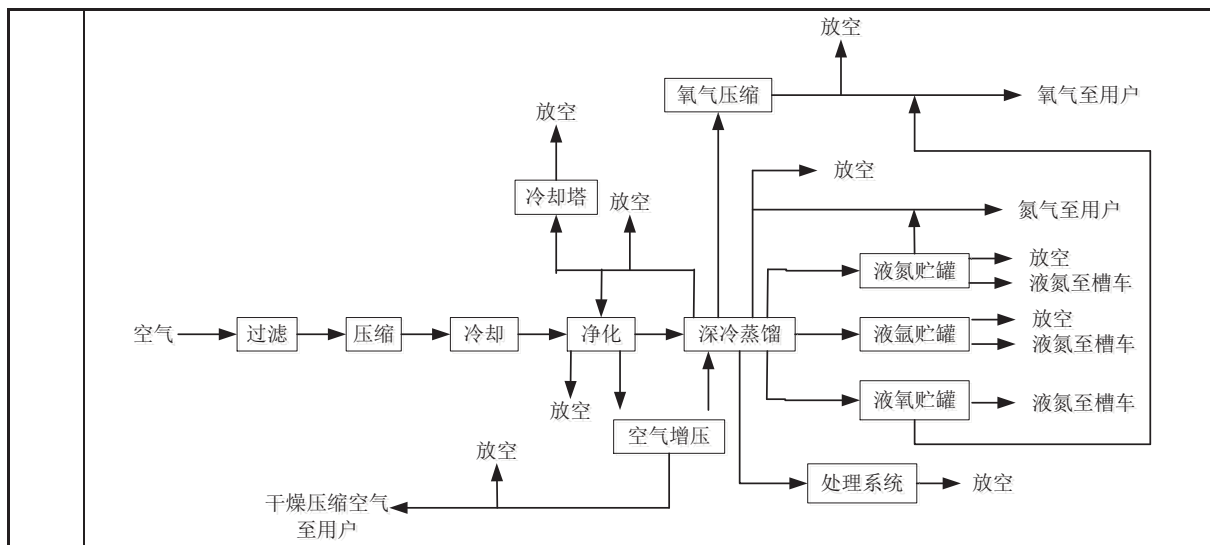 放空
氧气压缩
氧气至用户
放空
放空
冷却塔
放空
氮气至用户
液氮贮罐
放空
液氮至槽车
空气
过滤
压缩
冷却
净化
深冷蒸馏
液氩贮罐
放空
液氮至槽车
放空
液氧贮罐
液氮至槽车
空气增压
放空
处理系统
放空
干燥压缩空气
至用户